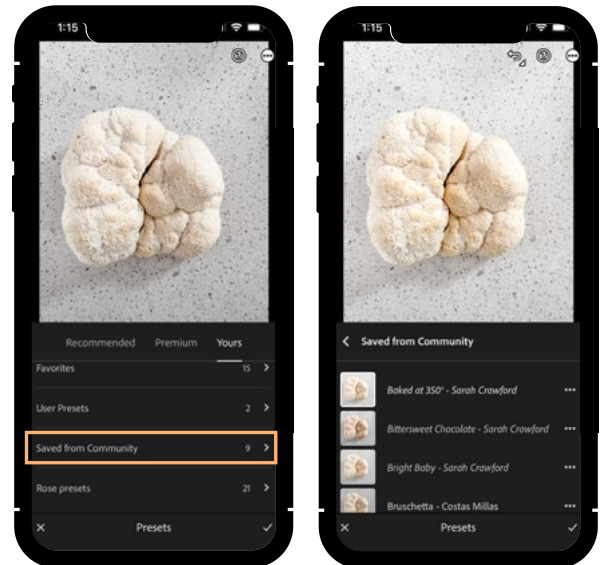 1:15
Recommended Premium Yours
Favorites 15
User Presets 2
Saved from Community 9
Rose presets 21
Presets
1:15
Saved from Community
Baked at 350° - Sarah Crawford
Bittersweet Chocolate - Sarah Crawford
Bright Baby - Sarah Crawford
Bruschetta - Costas Millas
Presets